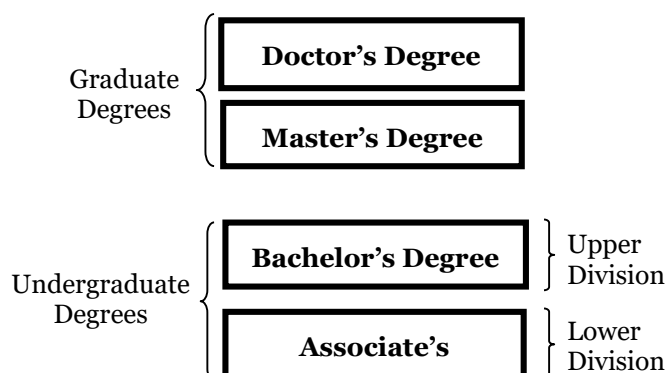 Doctor’s Degree
Graduate
Degrees
Master’s Degree
Bachelor’s Degree
Upper
Division
Undergraduate
Degrees
Associate’s
Lower
Division